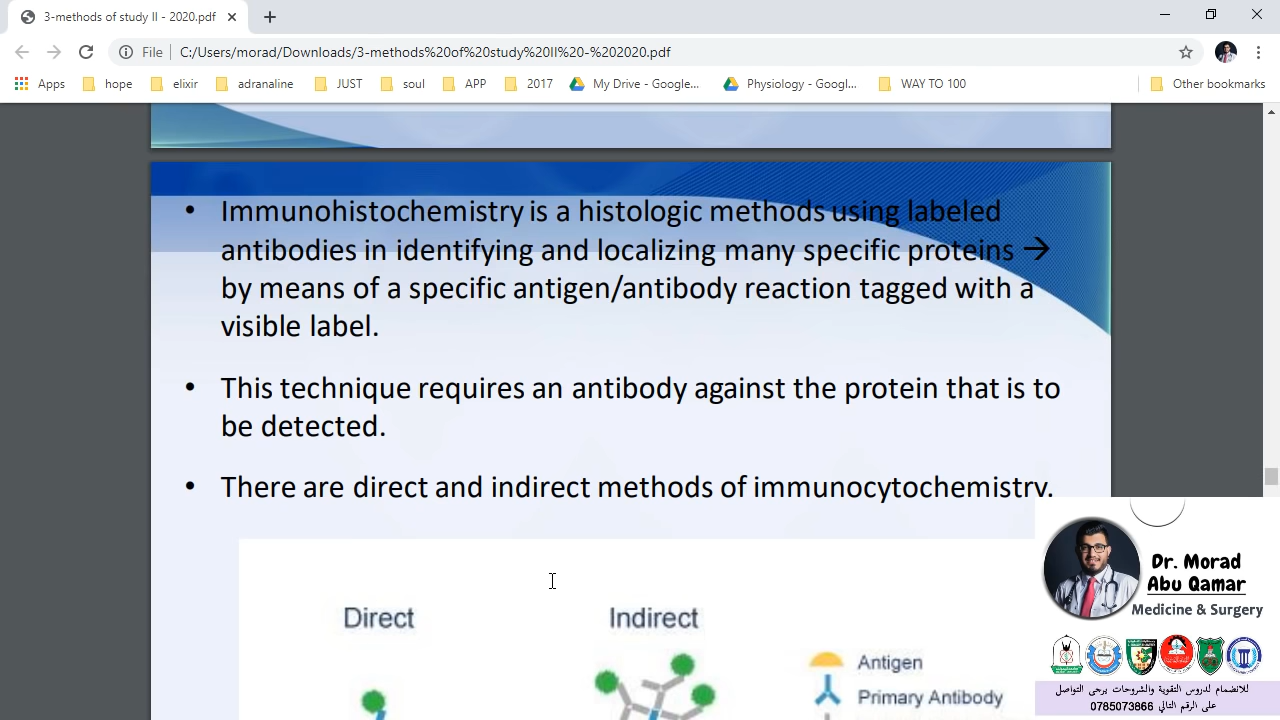 3-methods of study II - 2020.pdf
File
C:/Users/morad/Downloads/3-methods%20of%20study%20II%20-%202020.pdf
Apps hope elixir adranaline JUST soul APP 2017 My Drive - Google... Physiology - Googl... WAY TO 100 Other bookmarks
• Immunohistochemistry is a histologic methods using labeled
antibodies in identifying and localizing many specific proteins →
by means of a specific antigen/antibody reaction tagged with a
visible label.
• This technique requires an antibody against the protein that is to
be detected.
• There are direct and indirect methods of immunocytochemistry.
Direct
Indirect
Antigen
Primary Antibody
Dr. Morad
Abu Qamar
Medicine & Surgery
للانضمام لدروس التقوية والشروحات يرجى التواصل
على الرقم التالي 0785073866